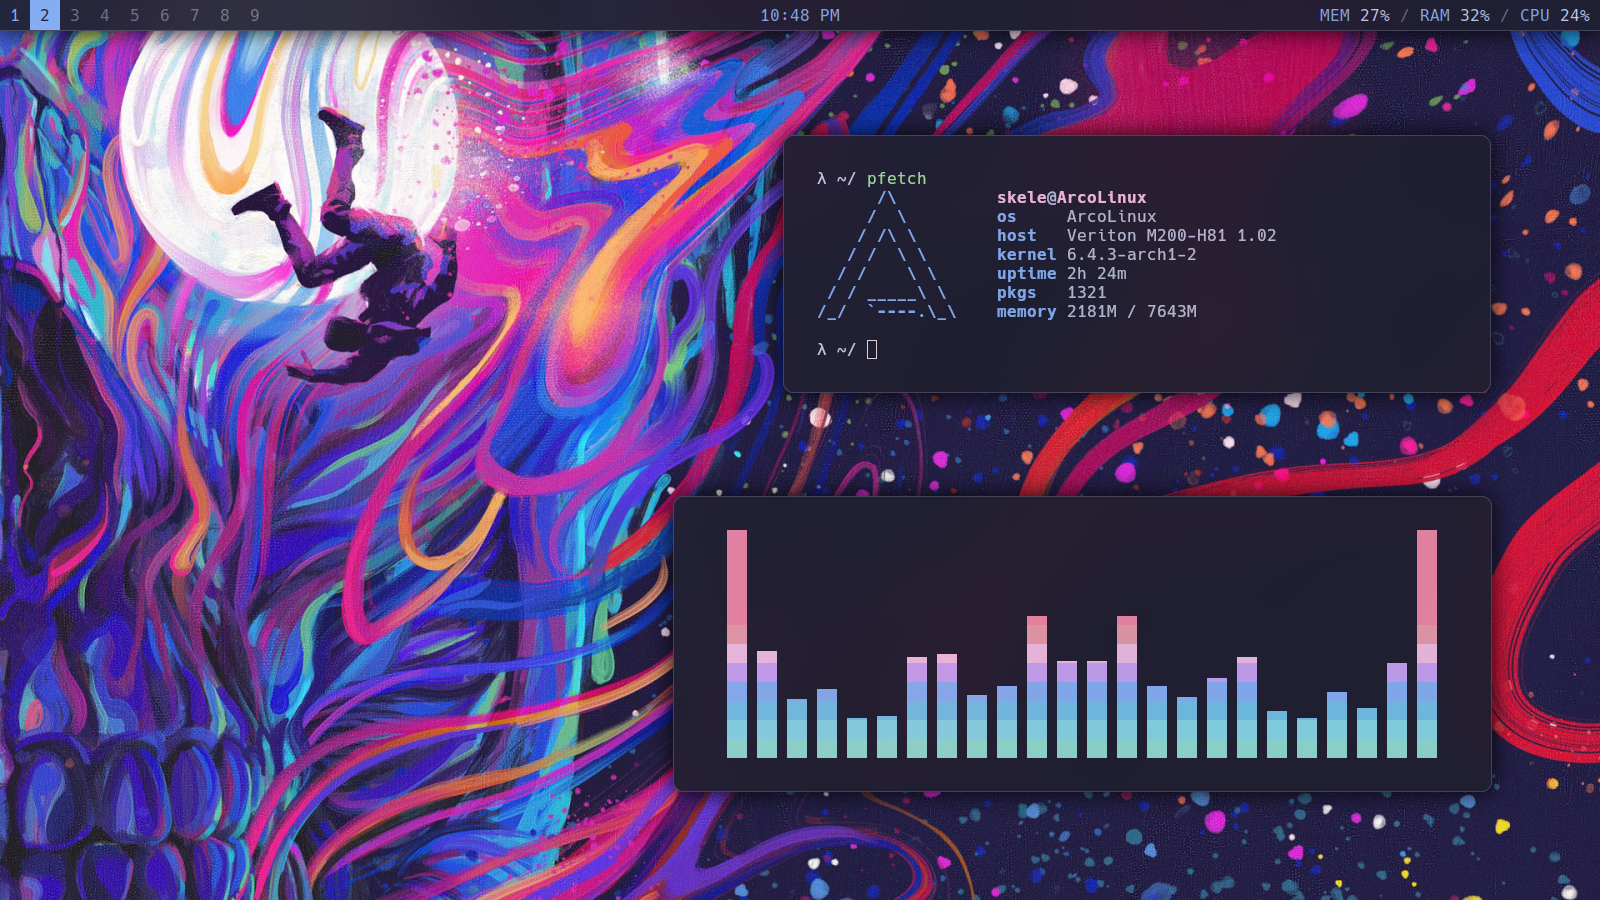 1 2 3 4 5 6 7 8 9 10:48 PM MEM 27% / RAM 32% / CPU 24%
λ ~/ pfetch
/\ skele@ArcoLinux
/  \ os ArcoLinux
/ /\ \ host Veriton M200-H81 1.02
/ /  \ \ kernel 6.4.3-arch1-2
/ /    \ \ uptime 2h 24m
/ / _____\ \ pkgs 1321
/_/  `----.\_\ memory 2181M / 7643M
λ ~/